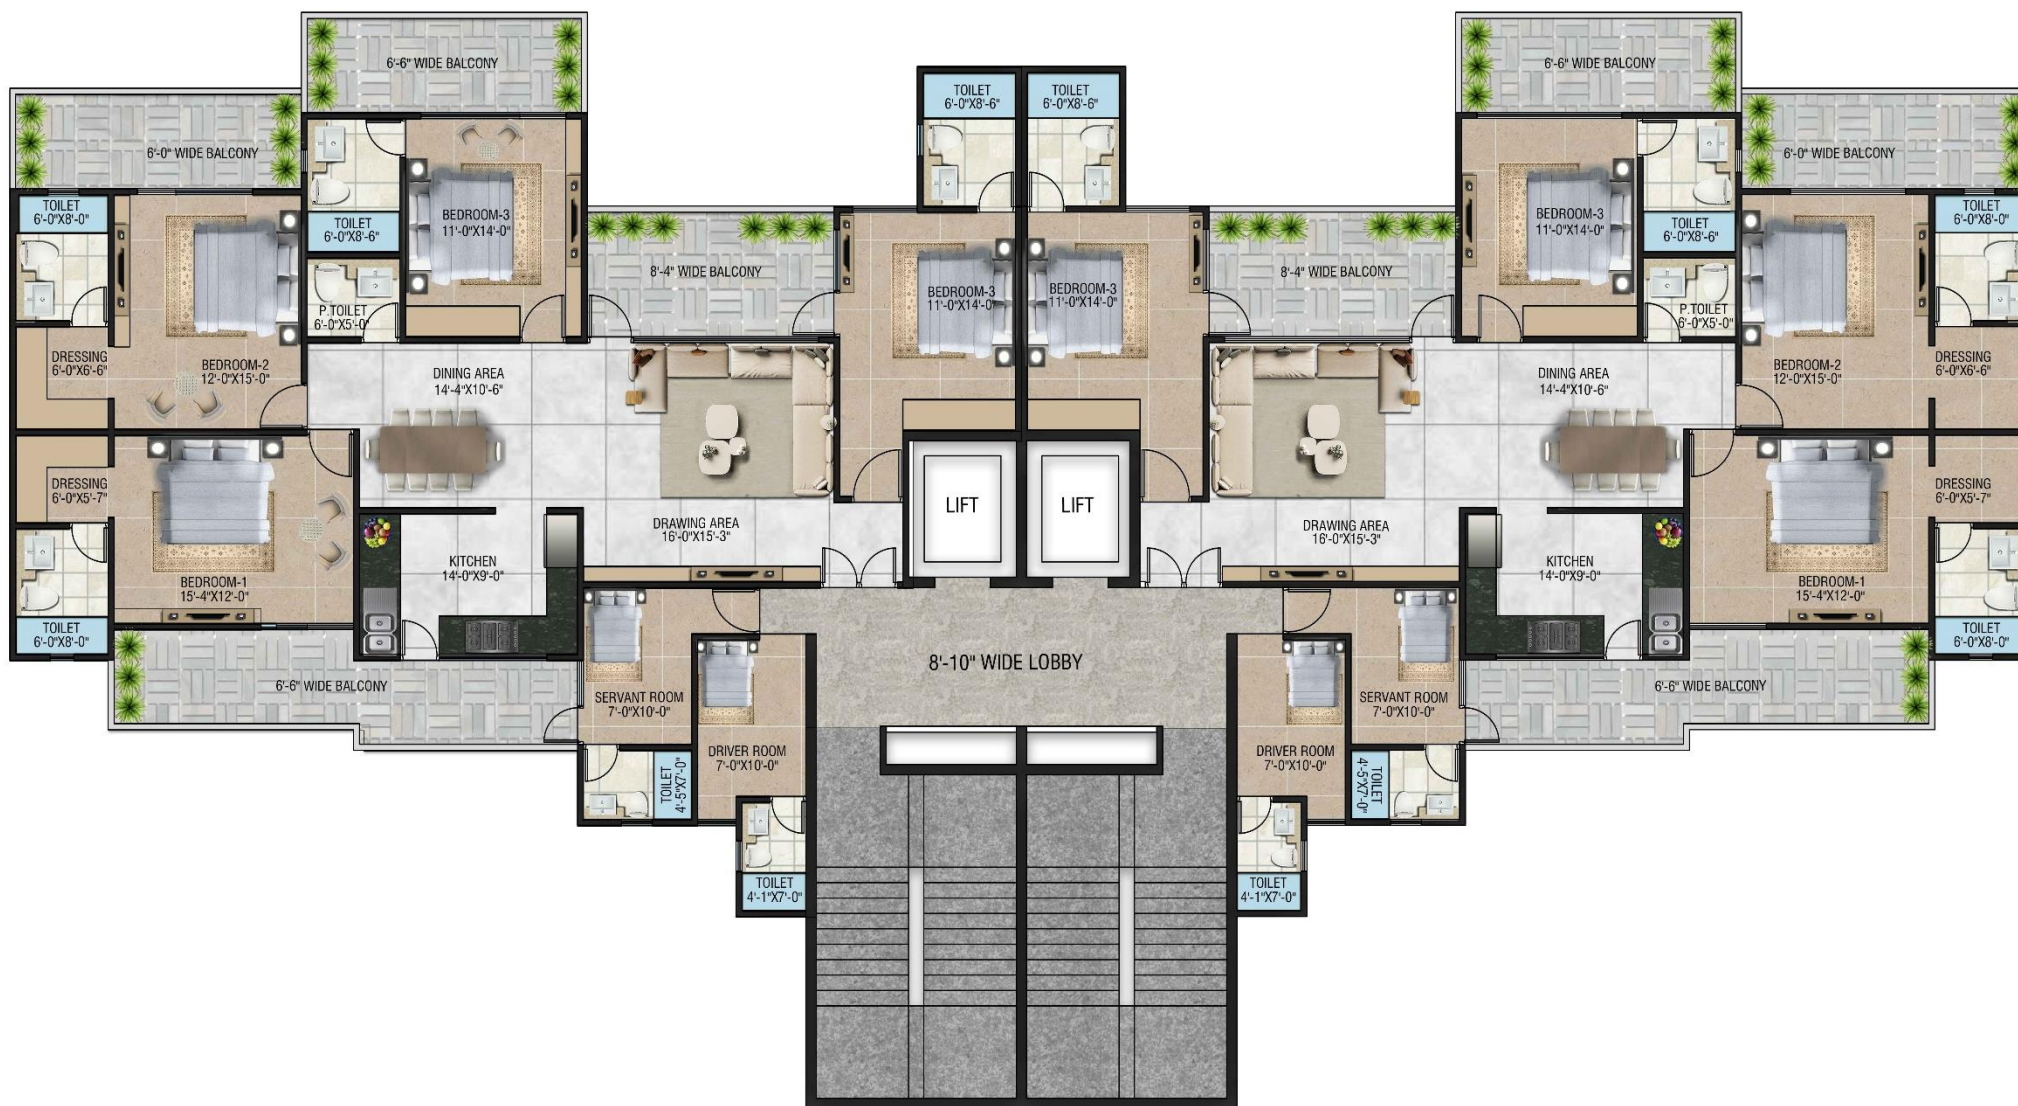 6'-6" WIDE BALCONY
6'-0" WIDE BALCONY
TOILET
6'-0"X8'-0"
TOILET
6'-0"X8'-6"
BEDROOM-3
11'-0"X14'-0"
P.TOILET
6'-0"X5'-0"
DRESSING
6'-0"X6'-6"
BEDROOM-2
12'-0"X15'-0"
8'-4" WIDE BALCONY
TOILET
6'-0"X8'-6"
BEDROOM-3
11'-0"X14'-0"
DINING AREA
14'-4"X10'-6"
DRESSING
6'-0"X5'-7"
BEDROOM-1
15'-4"X12'-0"
TOILET
6'-0"X8'-0"
KITCHEN
14'-0"X9'-0"
DRAWING AREA
16'-0"X15'-3"
LIFT
6'-6" WIDE BALCONY
SERVANT ROOM
7'-0"X10'-0"
DRIVER ROOM
7'-0"X10'-0"
TOILET
4'-5"X7'-0"
TOILET
4'-1"X7'-0"
8'-10" WIDE LOBBY
6'-6" WIDE BALCONY
6'-0" WIDE BALCONY
TOILET
6'-0"X8'-6"
BEDROOM-3
11'-0"X14'-0"
8'-4" WIDE BALCONY
BEDROOM-3
11'-0"X14'-0"
TOILET
6'-0"X8'-6"
TOILET
6'-0"X8'-0"
P.TOILET
6'-0"X5'-0"
BEDROOM-2
12'-0"X15'-0"
DRESSING
6'-0"X6'-6"
DINING AREA
14'-4"X10'-6"
LIFT
DRAWING AREA
16'-0"X15'-3"
KITCHEN
14'-0"X9'-0"
DRESSING
6'-0"X5'-7"
BEDROOM-1
15'-4"X12'-0"
TOILET
6'-0"X8'-0"
6'-6" WIDE BALCONY
SERVANT ROOM
7'-0"X10'-0"
DRIVER ROOM
7'-0"X10'-0"
TOILET
4'-5"X7'-0"
TOILET
4'-1"X7'-0"